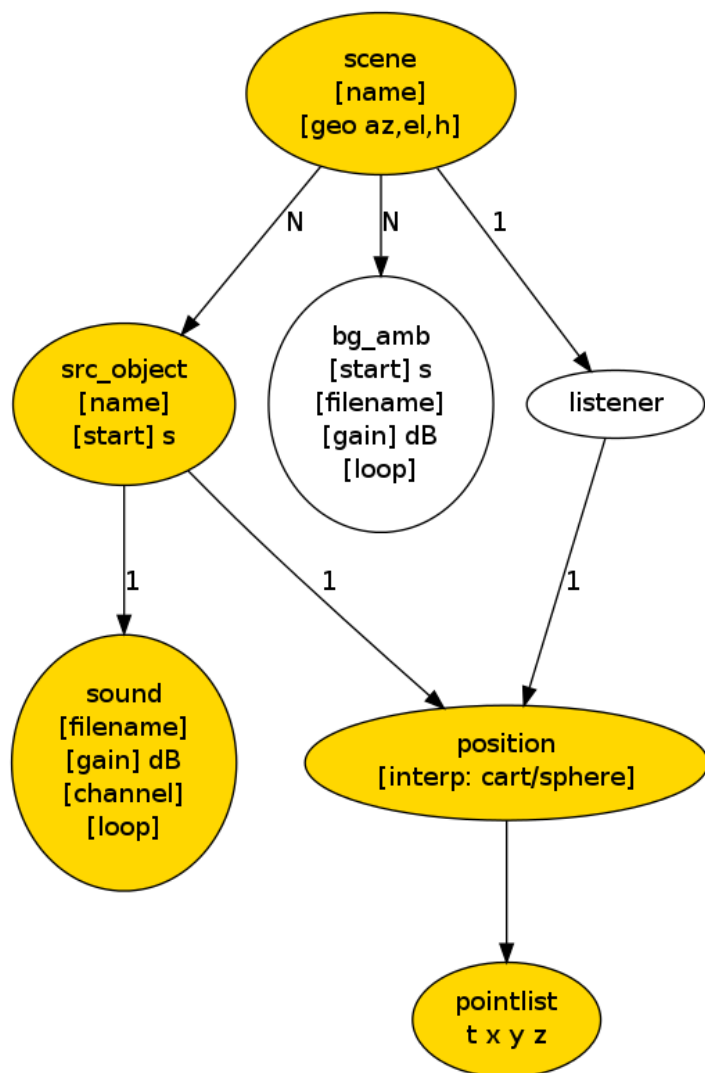 scene
[name]
[geo az,el,h]
N
N
1
bg_amb
[start] s
[filename]
[gain] dB
[loop]
src_object
[name]
[start] s
listener
1
1
1
sound
[filename]
[gain] dB
[channel]
[loop]
position
[interp: cart/sphere]
pointlist
t x y z